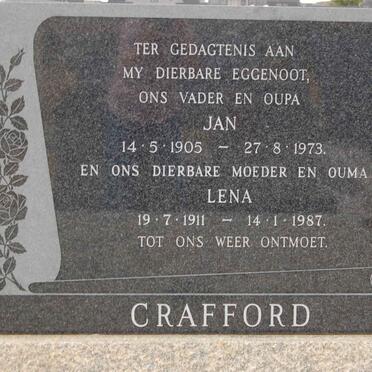 TER GEDAGTENIS AAN
MY DIERBARE EGGENOOT,
ONS VADER EN OUPA
JAN
14·5·1905 – 27·8·1973.
EN ONS DIERBARE MOEDER EN OUMA
LENA
19·7·1911 – 14·1·1987.
TOT ONS WEER ONTMOET.
CRAFFORD